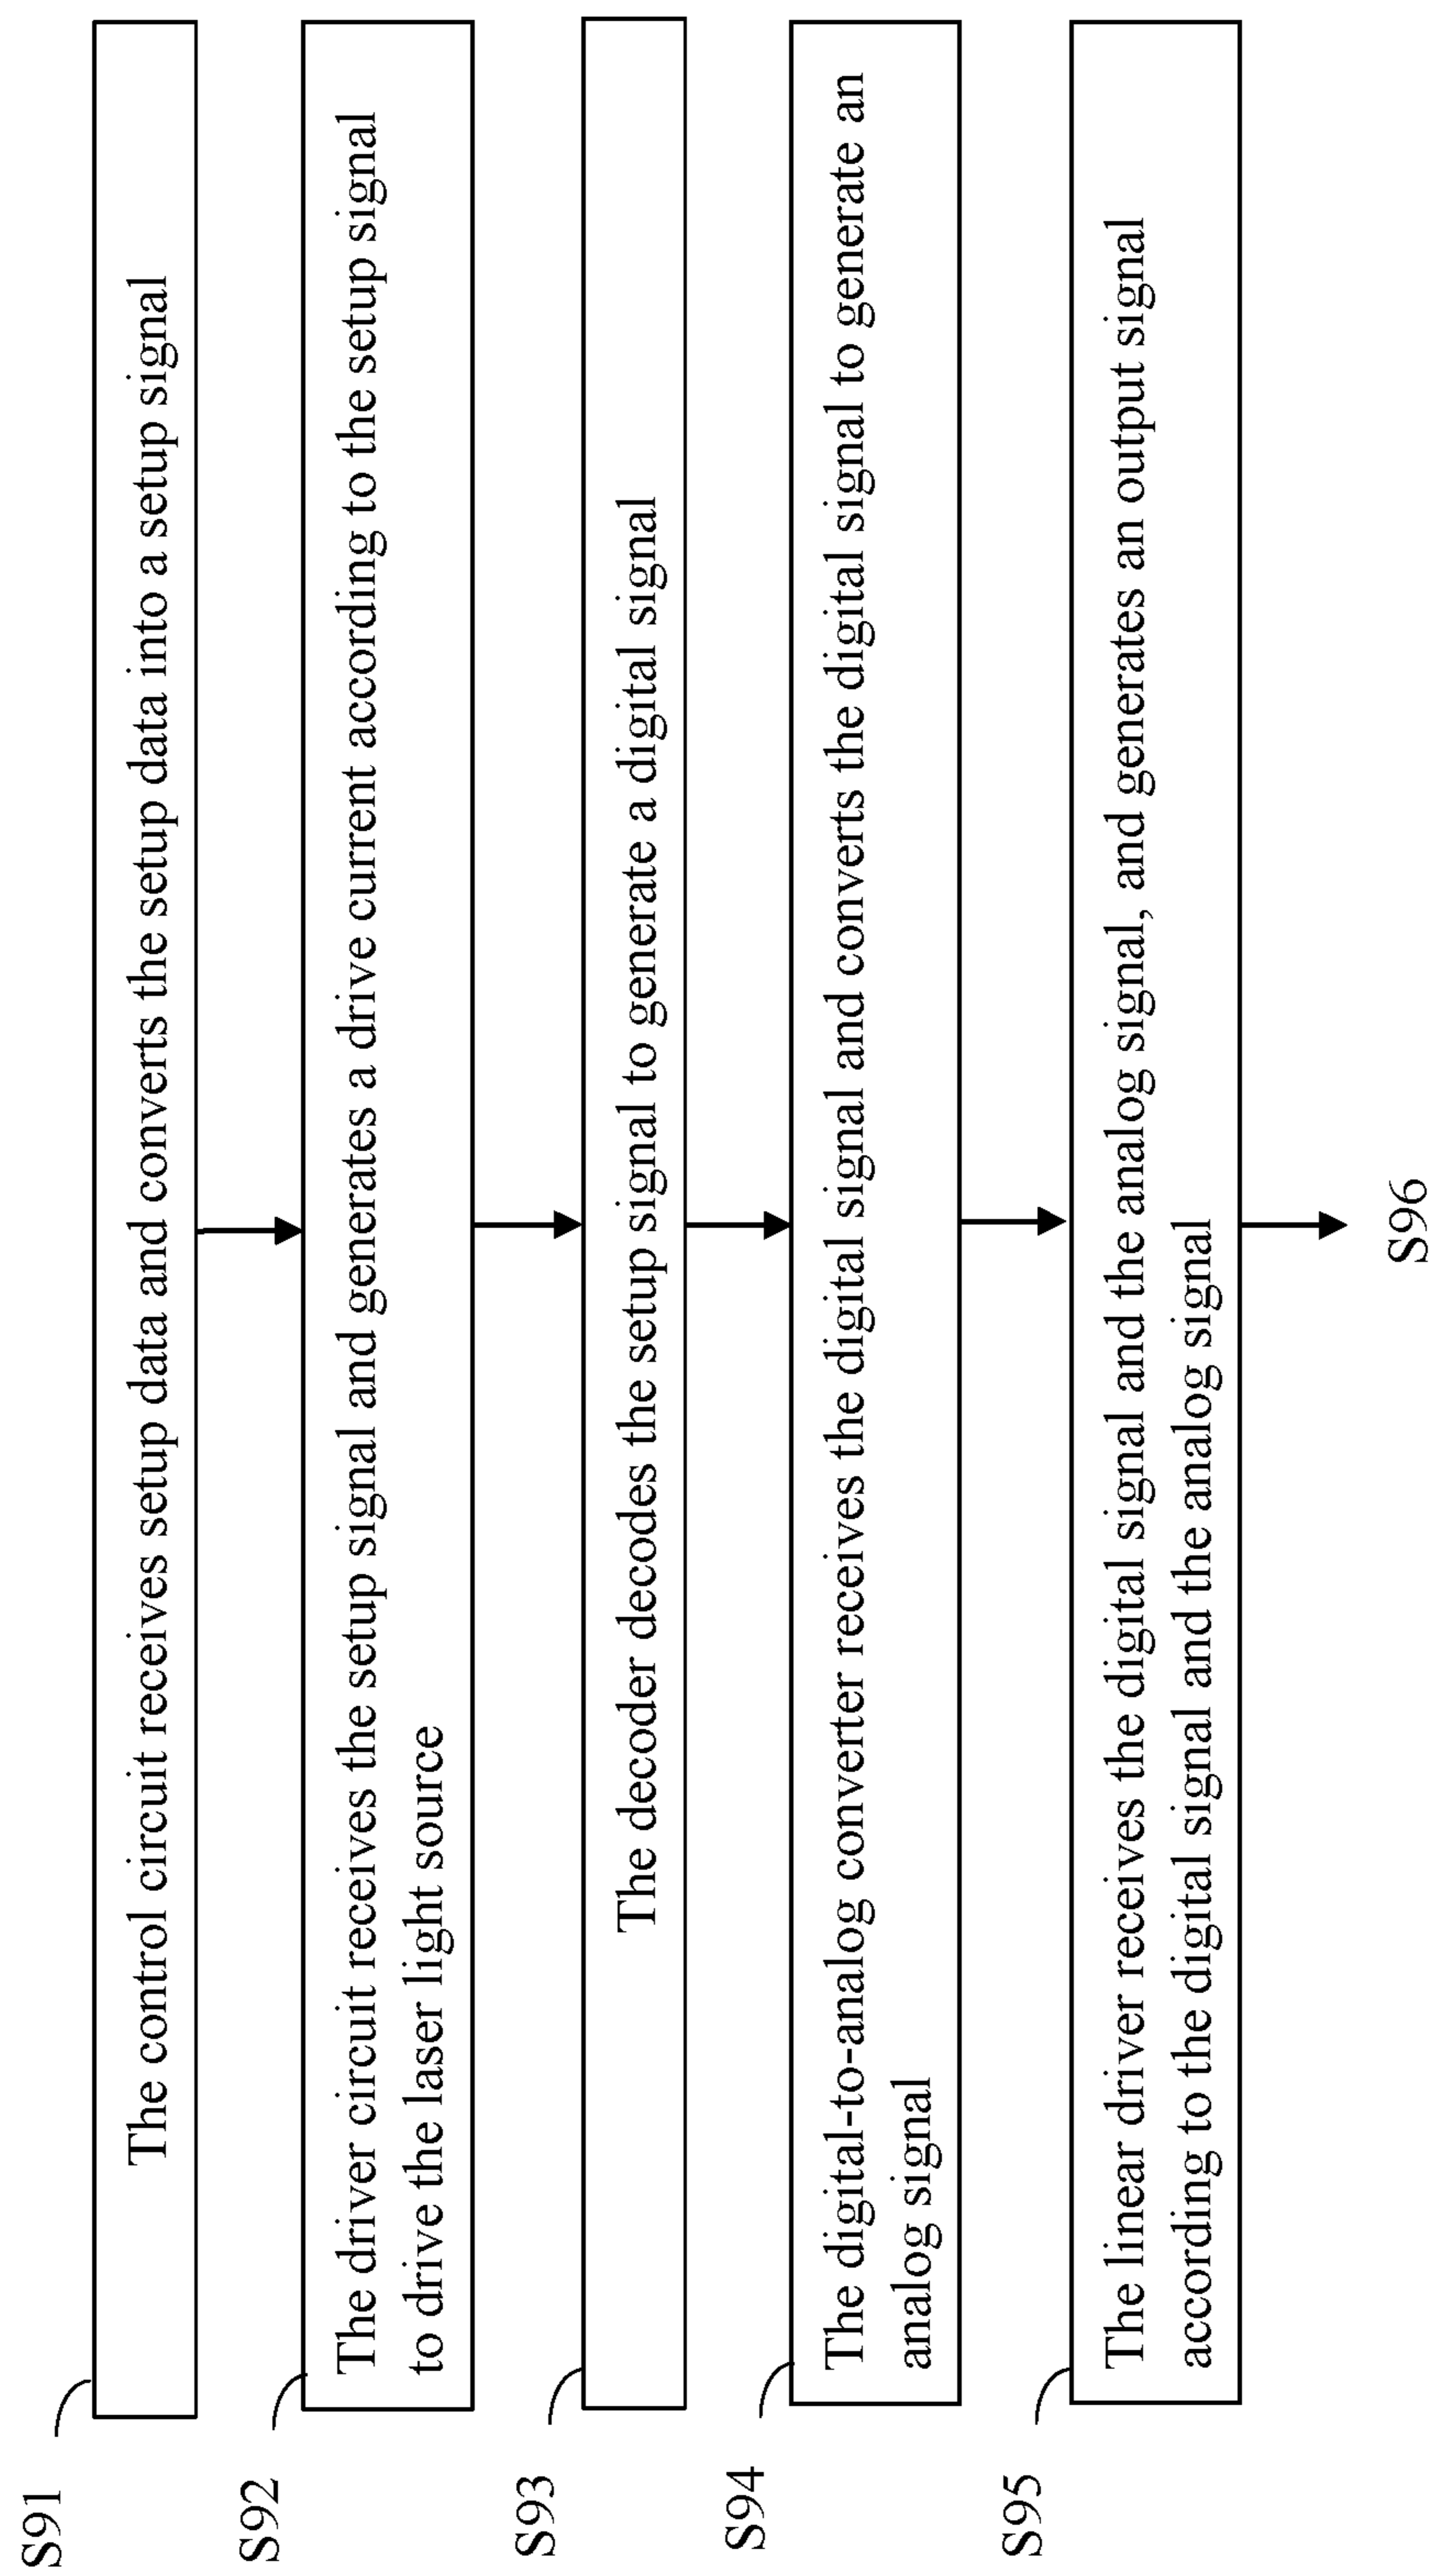 S91
The control circuit receives setup data and converts the setup data into a setup signal
S92
The driver circuit receives the setup signal and generates a drive current according to the setup signal
to drive the laser light source
S93
The decoder decodes the setup signal to generate a digital signal
S94
The digital-to-analog converter receives the digital signal and converts the digital signal to generate an
analog signal
S95
The linear driver receives the digital signal and the analog signal, and generates an output signal
according to the digital signal and the analog signal
S96